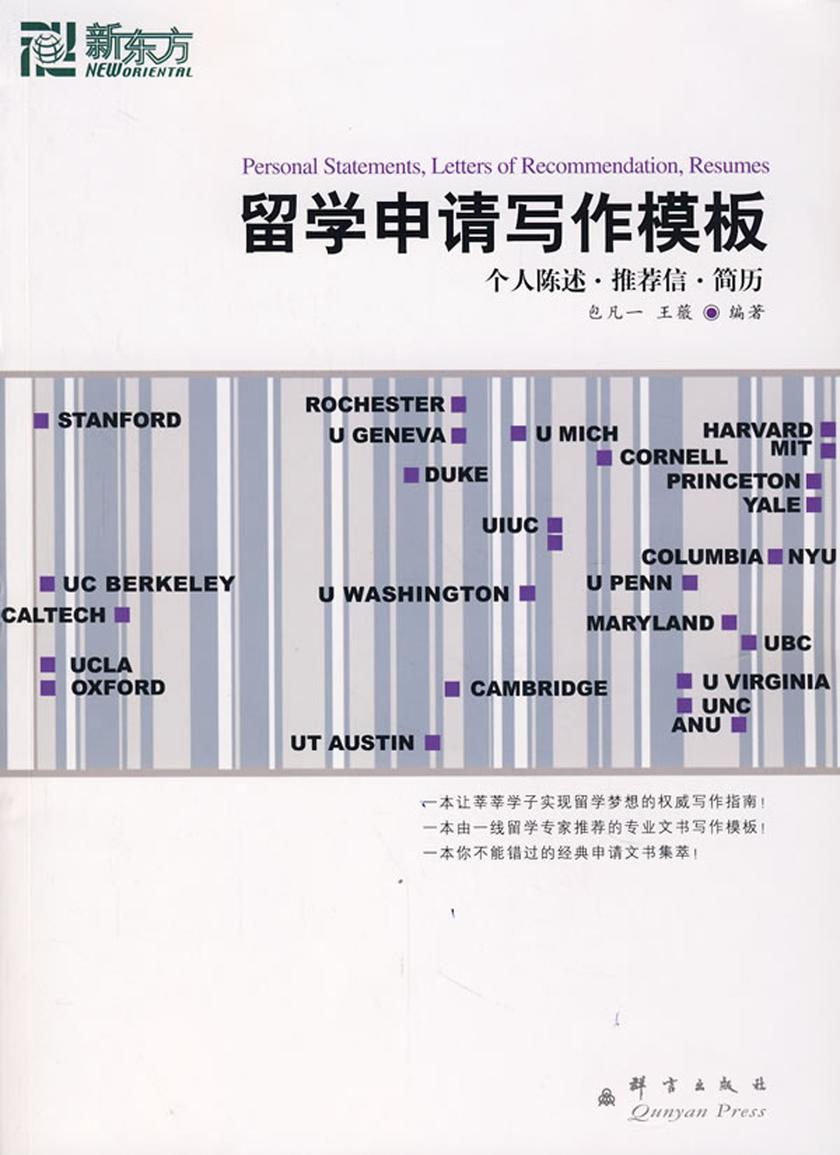 新东方
NEW ORIENTAL
Personal Statements, Letters of Recommendation, Resumes
留学申请写作模板
个人陈述·推荐信·简历
包凡一 王薇 编著
ROCHESTER
STANFORD
U GENEVA
U MICH
HARVARD
MIT
CORNELL
DUKE
PRINCETON
YALE
UIUC
COLUMBIA NYU
UC BERKELEY
U WASHINGTON
U PENN
CALTECH
MARYLAND
UBC
UCLA
OXFORD
CAMBRIDGE
U VIRGINIA
UNC
ANU
UT AUSTIN
一本让莘莘学子实现留学梦想的权威写作指南!
一本由一线留学专家推荐的专业文书写作模板!
一本你不能错过的经典申请文书集萃!
群言出版社
Qunyan Press